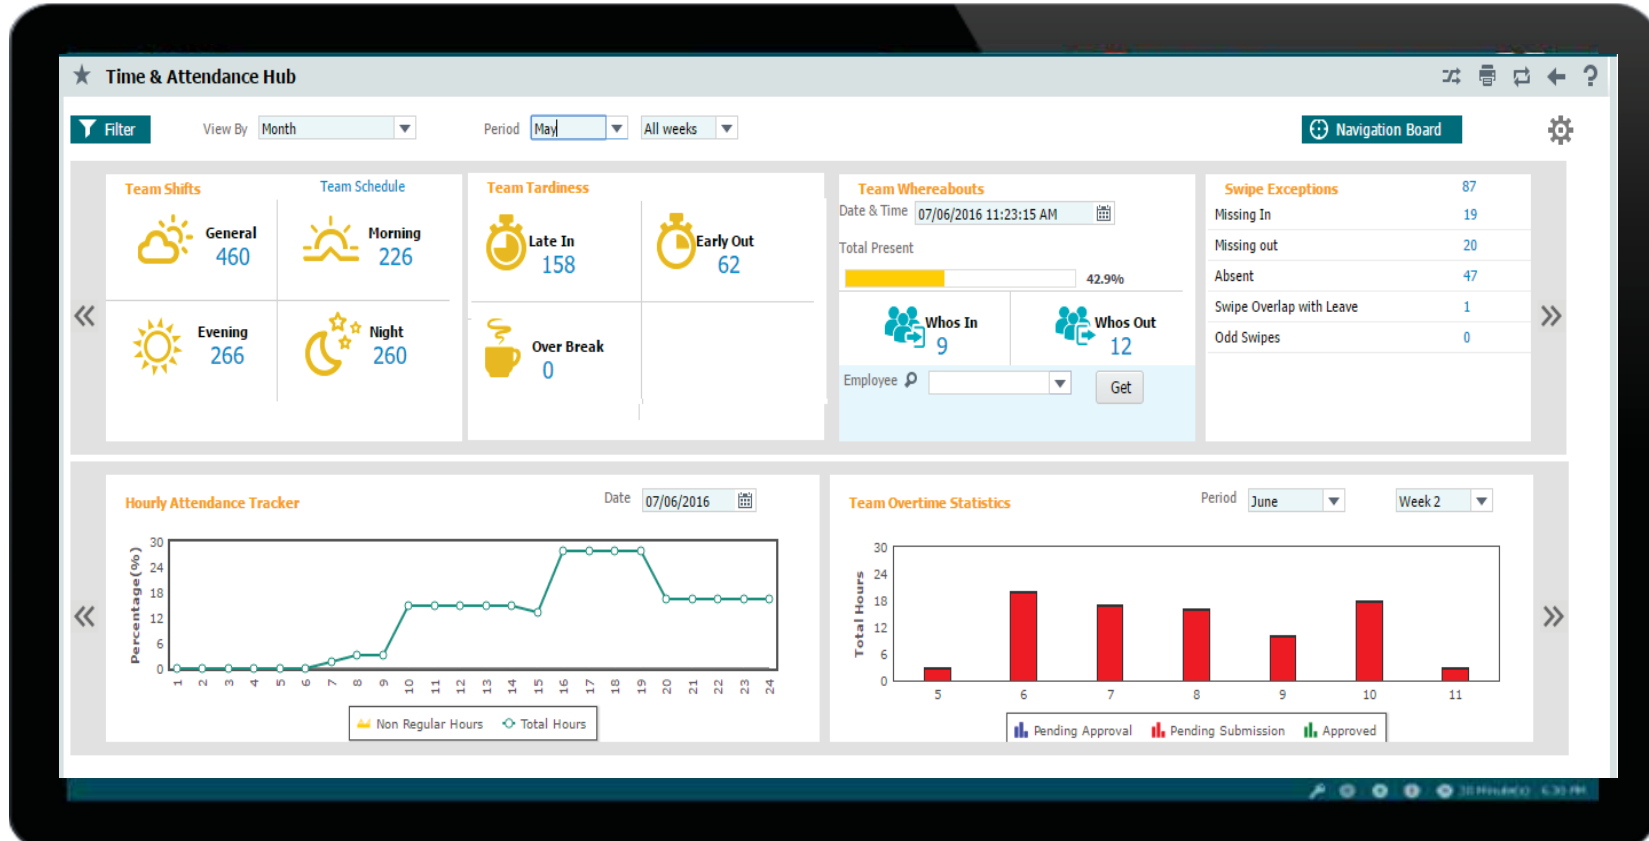 Time & Attendance Hub
?
Filter
View By Month
Period May All weeks
Navigation Board
Team Shifts Team Schedule
General
460
Morning
226
Evening
266
Night
260
Team Tardiness
Late In
158
Early Out
62
Over Break
0
Team Whereabouts
Date & Time 07/06/2016 11:23:15 AM
Total Present
42.9%
Whos In
9
Whos Out
12
Employee Get
Swipe Exceptions 87
Missing In 19
Missing out 20
Absent 47
Swipe Overlap with Leave 1
Odd Swipes 0
Hourly Attendance Tracker Date 07/06/2016
Percentage(%)
30
24
18
12
6
0
1 2 3 4 5 6 7 8 9 10 11 12 13 14 15 16 17 18 19 20 21 22 23 24
Non Regular Hours Total Hours
Team Overtime Statistics Period June Week 2
Total Hours
30
24
18
12
6
0
5 6 7 8 9 10 11
Pending Approval Pending Submission Approved